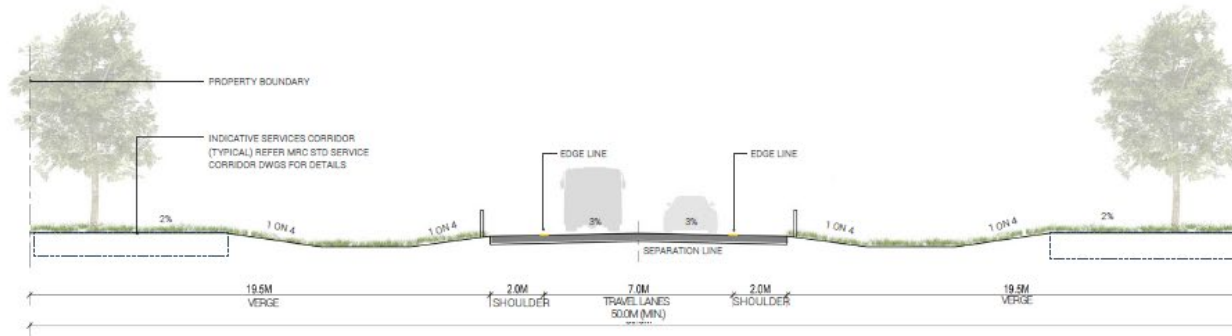 PROPERTY BOUNDARY
INDICATIVE SERVICES CORRIDOR
(TYPICAL) REFER MRC STD SERVICE
CORRIDOR DWGS FOR DETAILS
EDGE LINE
EDGE LINE
2%
1 ON 4
1 ON 4
3%
3%
1 ON 4
1 ON 4
2%
SEPARATION LINE
19.5M
2.0M
7.0M
2.0M
19.5M
VERGE
SHOULDER
TRAVEL LANES
SHOULDER
VERGE
50.0M (MIN.)